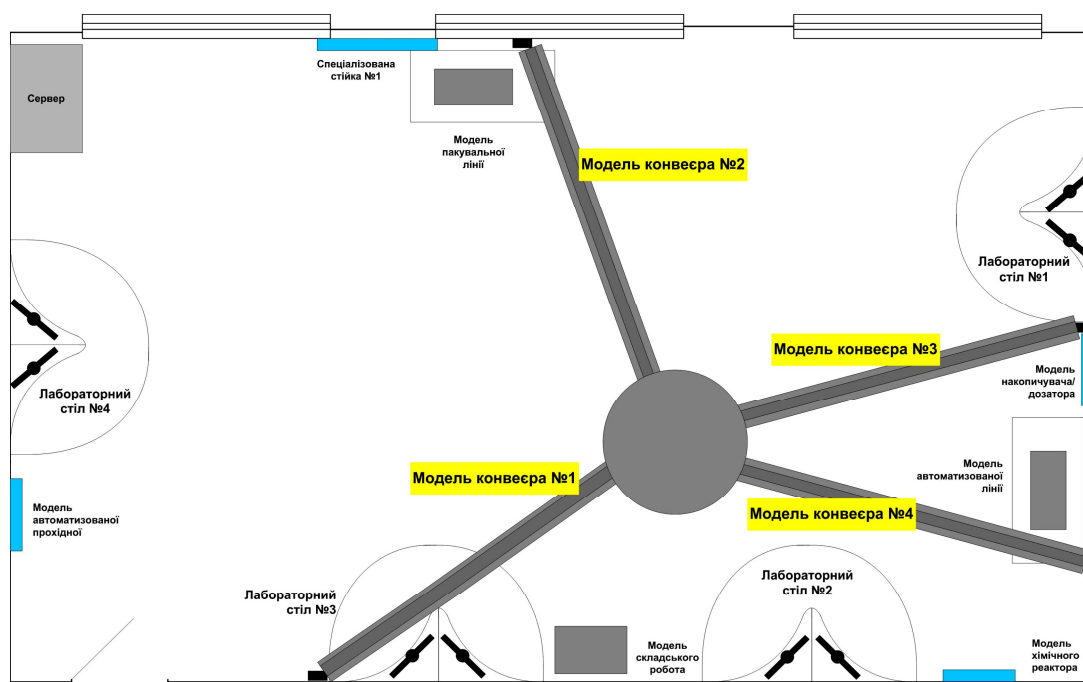 Спеціалізована
стійка №1
Сервер
Модель
пакувальної
лінії
Модель конвеєра №2
Лабораторний
стіл №1
Модель конвеєра №3
Модель
накопичувача/
дозатора
Лабораторний
стіл №4
Модель конвеєра №1
Модель
автоматизованої
лінії
Модель конвеєра №4
Модель
автоматизованої
прохідної
Лабораторний
стіл №3
Лабораторний
стіл №2
Модель
складського
робота
Модель
хімічного
реактора